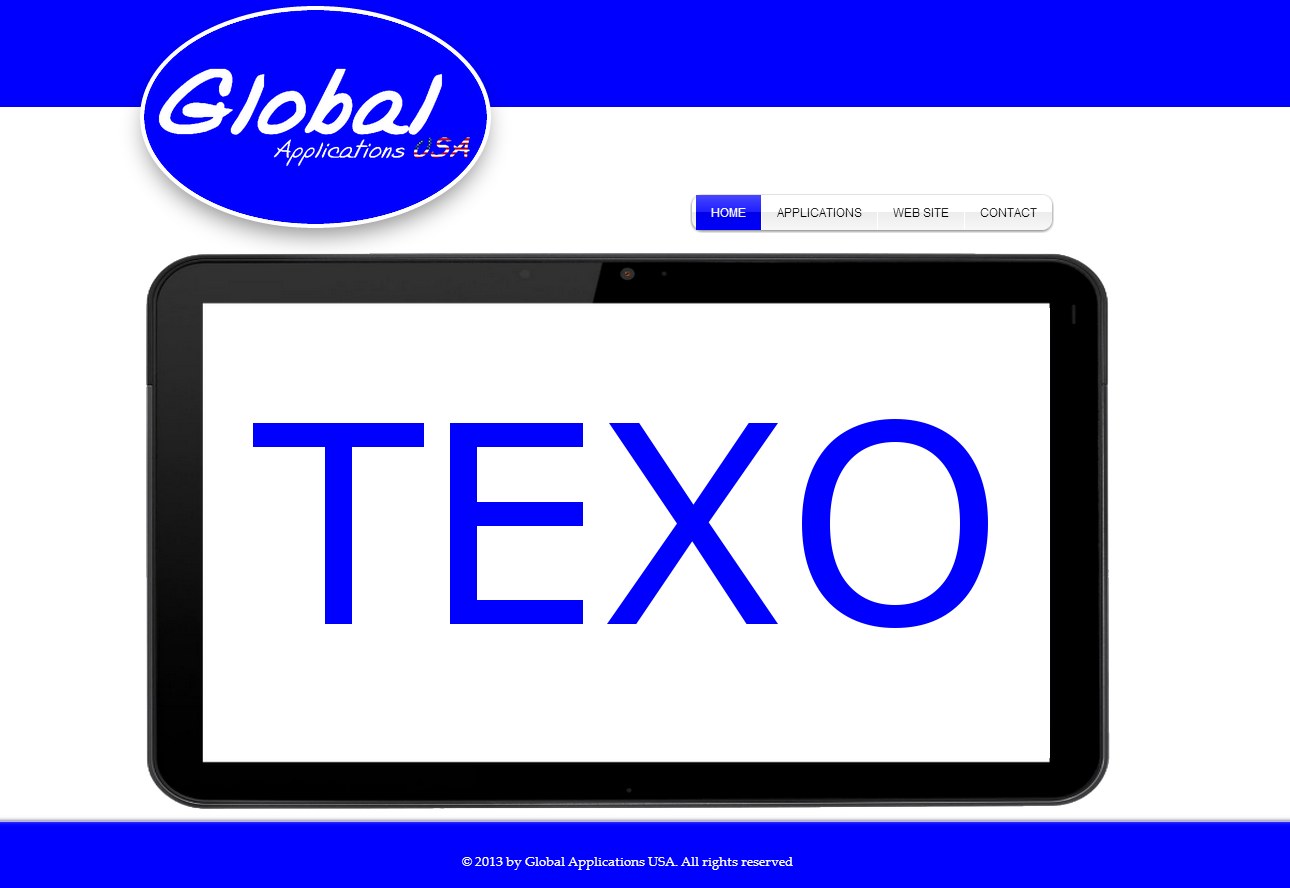 Global
Applications USA
HOME APPLICATIONS WEB SITE CONTACT
TEXO
© 2013 by Global Applications USA. All rights reserved